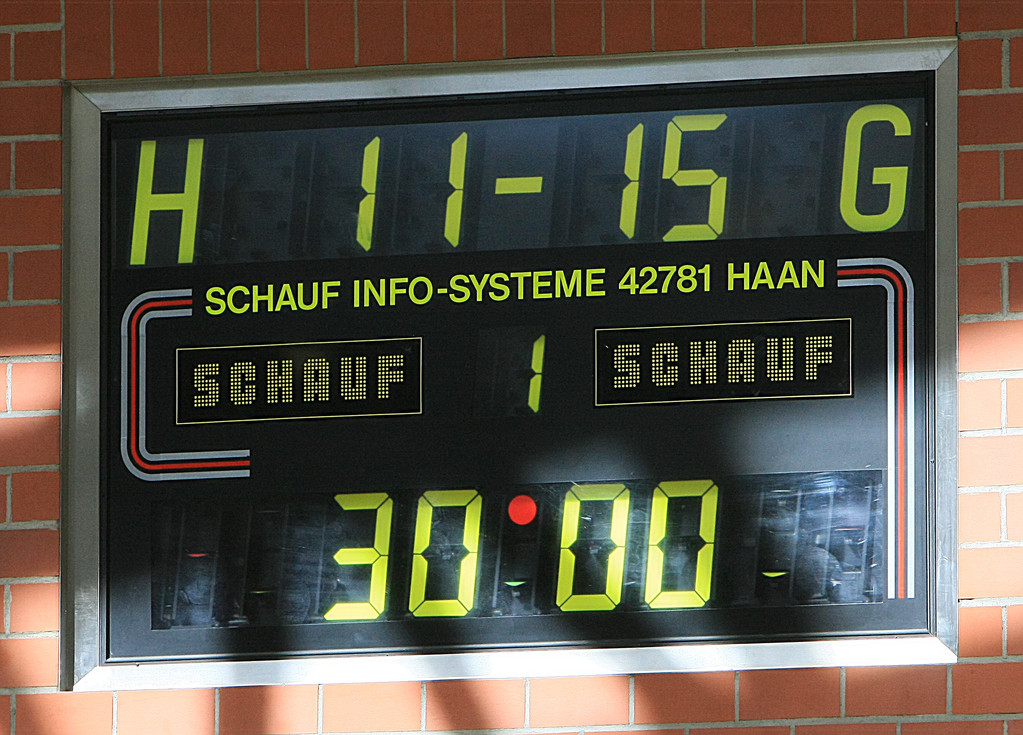 H 11-15 G
SCHAUF INFO-SYSTEME 42781 HAAN
SCHAUF 1 SCHAUF
30:00